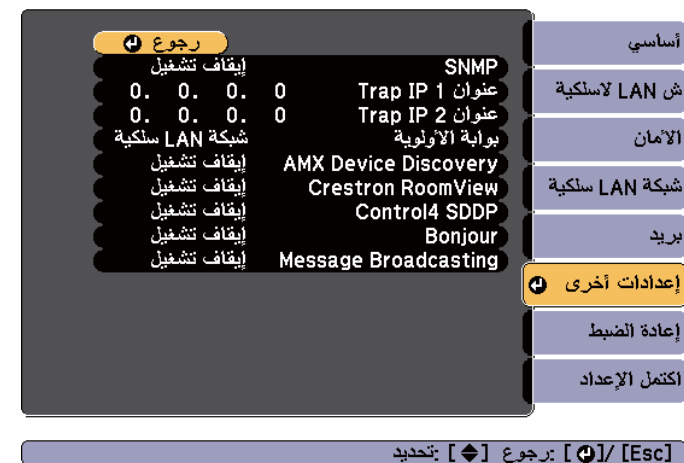 أساسي
ش LAN لاسلكية
الأمان
شبكة LAN سلكية
بريد
إعدادات أخرى
إعادة الضبط
اكتمل الإعداد
رجوع
SNMP إيقاف تشغيل
عنوان Trap IP 1 0. 0. 0. 0
عنوان Trap IP 2 0. 0. 0. 0
بوابة الأولوية شبكة LAN سلكية
AMX Device Discovery إيقاف تشغيل
Crestron RoomView إيقاف تشغيل
Control4 SDDP إيقاف تشغيل
Bonjour إيقاف تشغيل
Message Broadcasting إيقاف تشغيل
[Esc] /[ ] :رجوع [ ] :تحديد